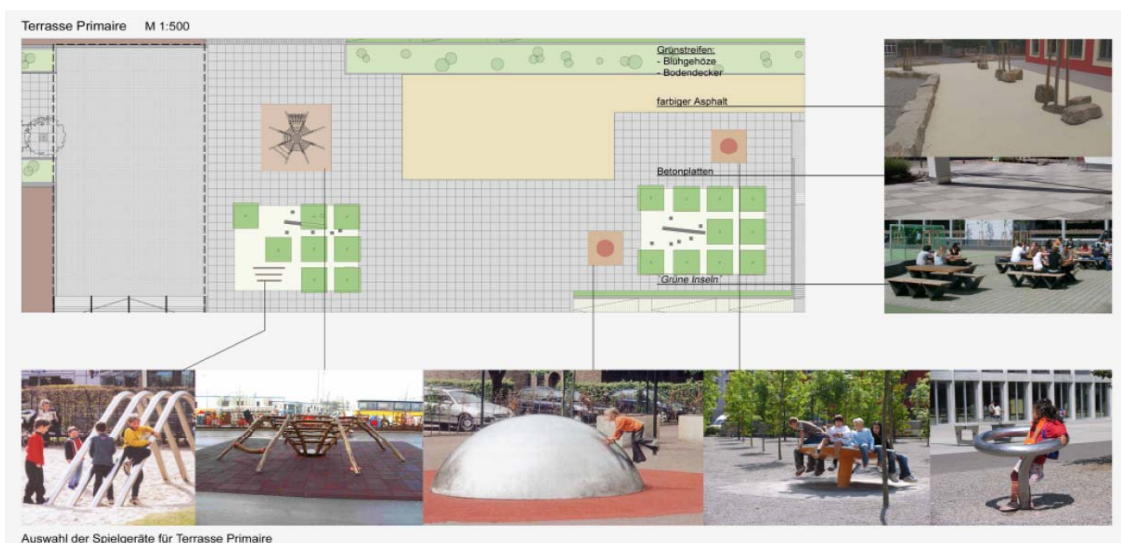 Terrasse Primaire M 1:500
Grünstreifen:
- Blühgehöze
- Bodendecker
farbiger Asphalt
Betonplatten
´Grüne Inseln´
Auswahl der Spielgeräte für Terrasse Primaire